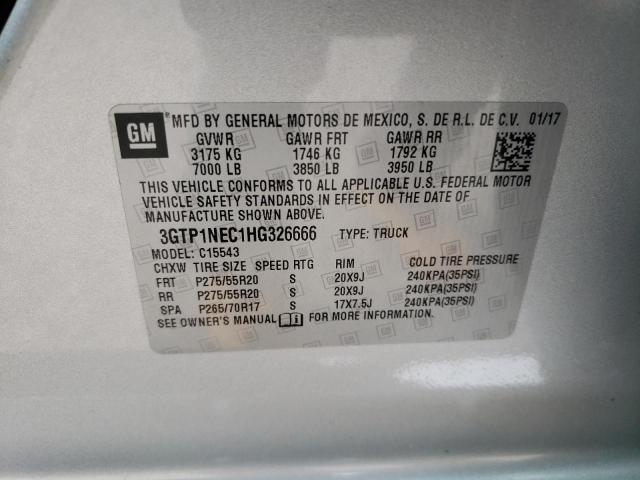 GM
*MFD BY GENERAL MOTORS DE MEXICO, S. DE R.L. DE C.V. 01/17
GVWR GAWR FRT GAWR RR
3175 KG 1746 KG 1792 KG
7000 LB 3850 LB 3950 LB
THIS VEHICLE CONFORMS TO ALL APPLICABLE U.S. FEDERAL MOTOR
VEHICLE SAFETY STANDARDS IN EFFECT ON THE DATE OF
MANUFACTURE SHOWN ABOVE.
3GTP1NEC1HG326666 TYPE: TRUCK
MODEL: C15543
CHXW TIRE SIZE SPEED RTG RIM COLD TIRE PRESSURE
FRT P275/55R20 S 20X9J 240KPA(35PSI)
RR P275/55R20 S 20X9J 240KPA(35PSI)
SPA P265/70R17 S 17X7.5J 240KPA(35PSI)
SEE OWNER'S MANUAL FOR MORE INFORMATION.